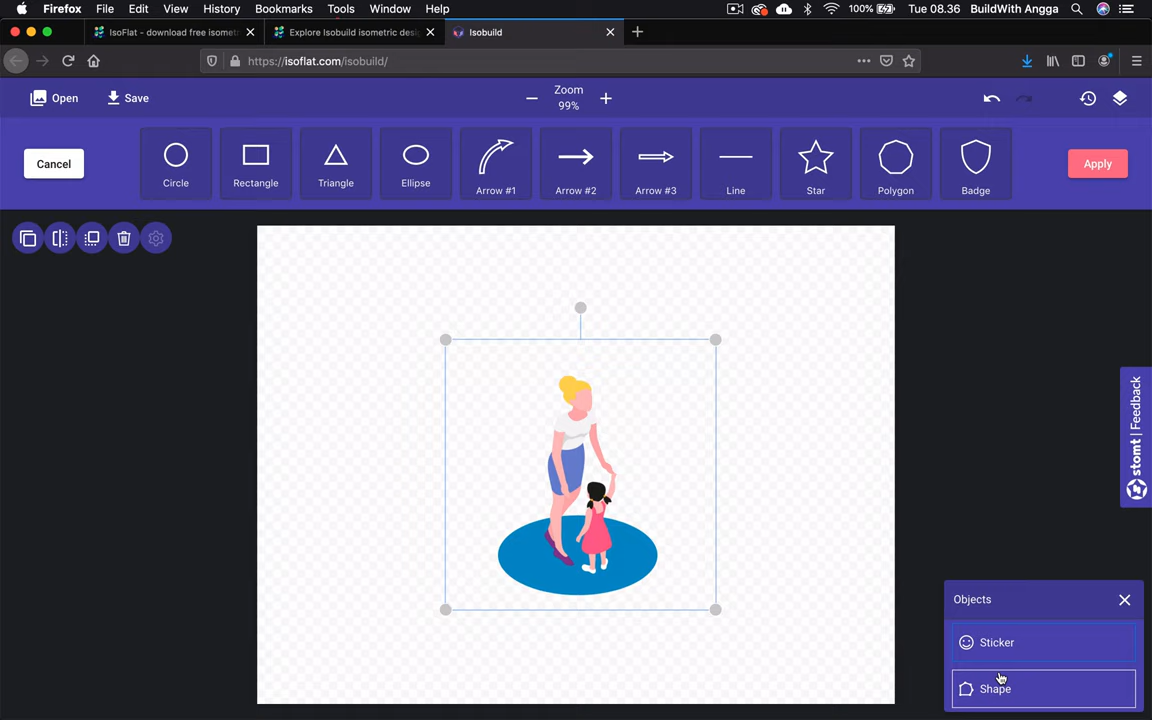 Firefox File Edit View History Bookmarks Tools Window Help 100% Tue 08.36 BuildWith Angga
IsoFlat - download free isomet
Explore Isobuild isometric desi
Isobuild
https://isoflat.com/isobuild/
Open
Save
Zoom
99%
Cancel
Circle
Rectangle
Triangle
Ellipse
Arrow #1
Arrow #2
Arrow #3
Line
Star
Polygon
Badge
Apply
stomt | Feedback
Objects
Sticker
Shape